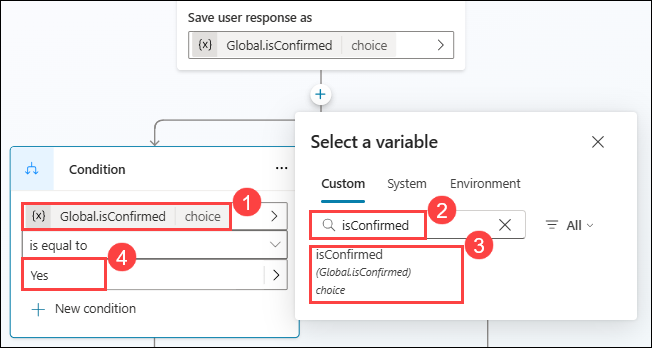 Save user response as
{x} Global.isConfirmed choice
Condition
...
1
{x} Global.isConfirmed choice
is equal to
4
Yes
New condition
Select a variable
Custom System Environment
2
isConfirmed
All
3
isConfirmed
(Global.isConfirmed)
choice